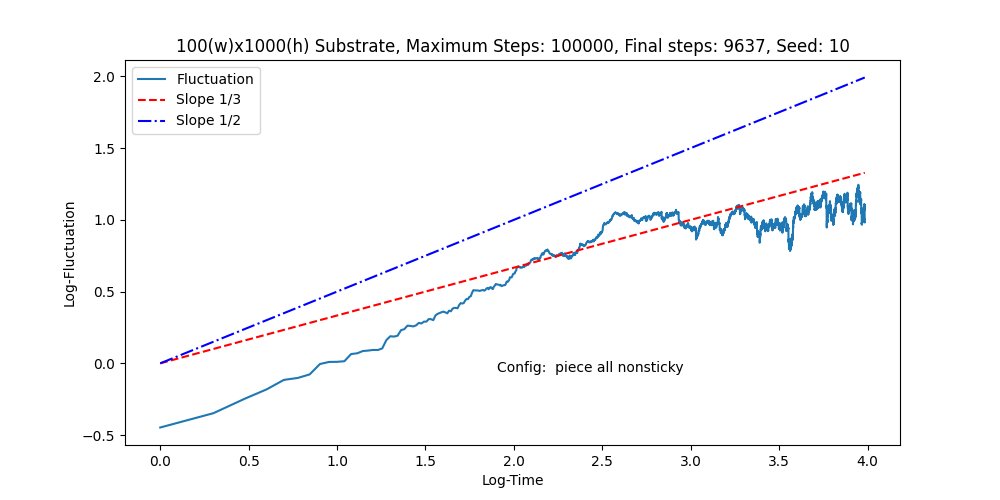 100(w)x1000(h) Substrate, Maximum Steps: 100000, Final steps: 9637, Seed: 10
Fluctuation
Slope 1/3
Slope 1/2
2.0
1.5
1.0
0.5
0.0
−0.5
Log-Fluctuation
Config:  piece all nonsticky
0.0 0.5 1.0 1.5 2.0 2.5 3.0 3.5 4.0
Log-Time